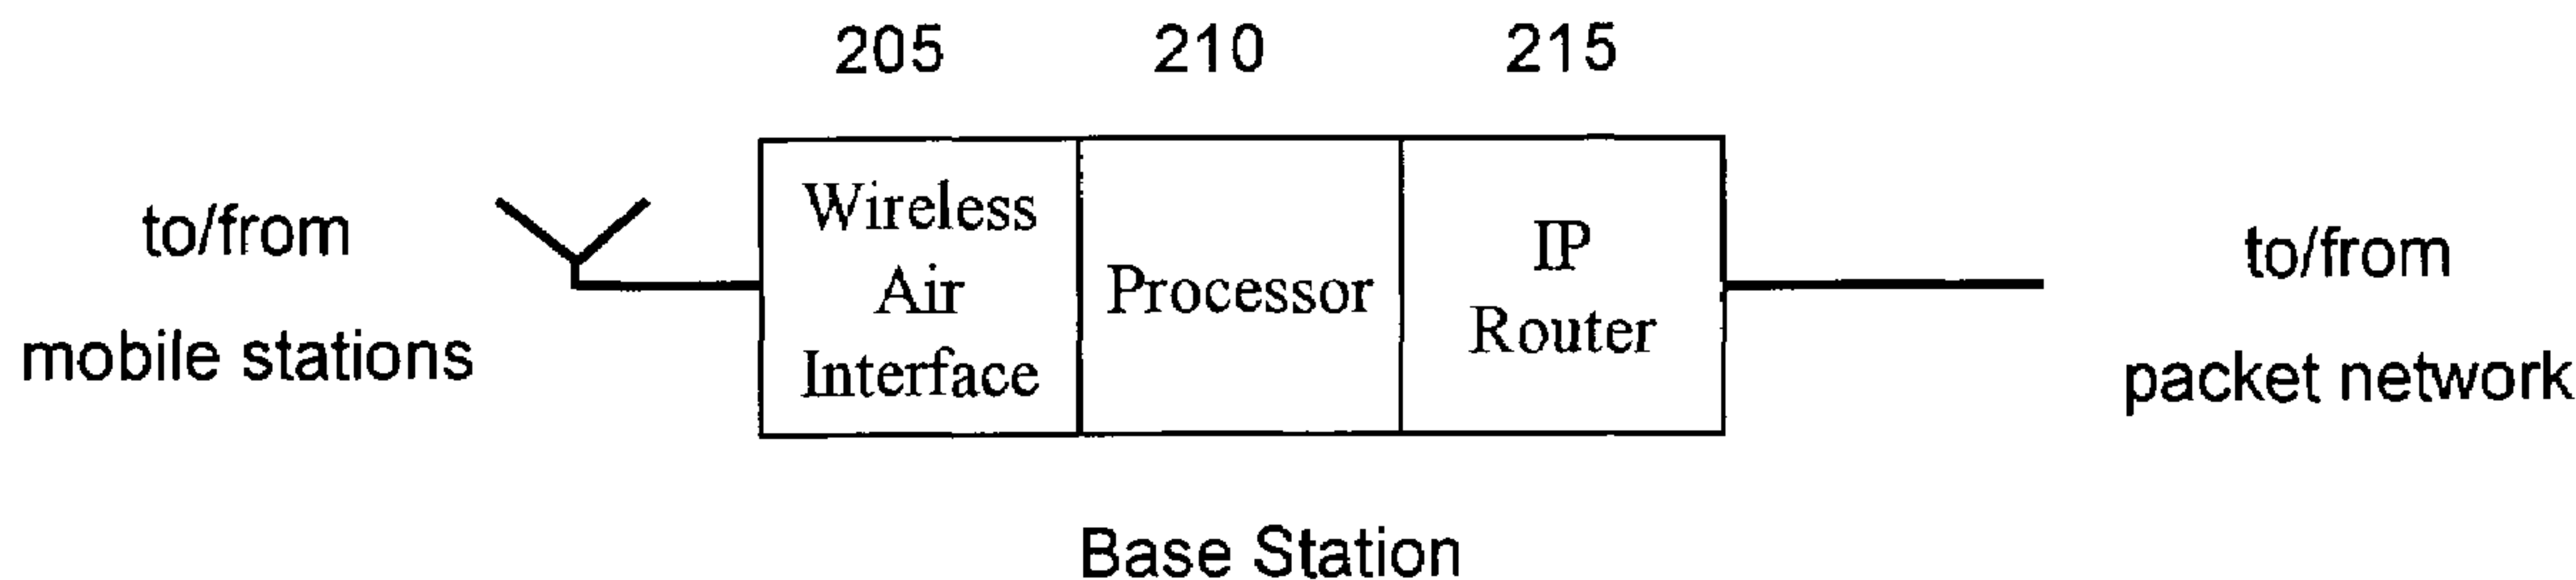 205 210 215
to/from
mobile stations
Wireless
Air
Interface
Processor
IP
Router
to/from
packet network
Base Station